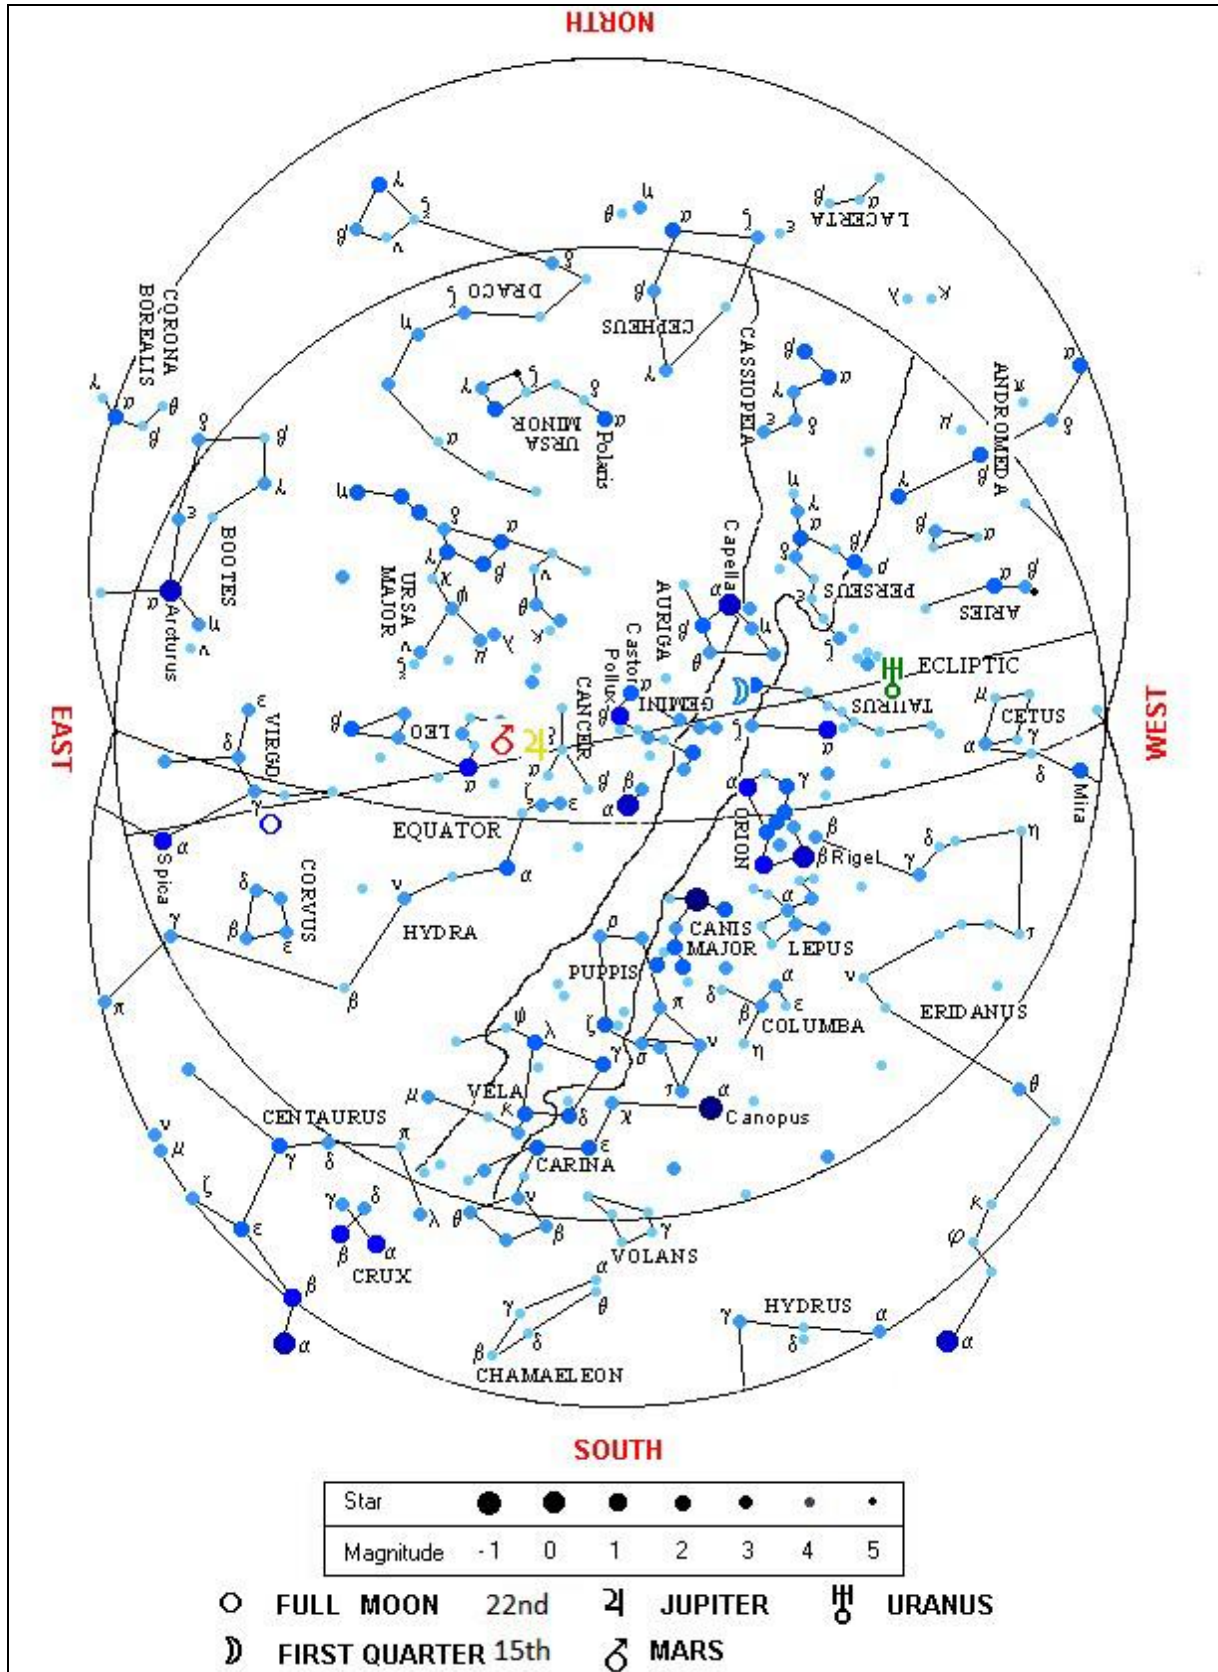 NORTH
γ
β
ν
ξ
θ
η
α
ζ
ε
β
α
LACERTA
δ
DRACO
ζ
η
β
CEPHEUS
γ
λ
κ
CORONA
BOREALIS
CASSIOPEIA
β
α
ε
δ
ANDROMEDA
α
π
δ
μ
β
γ
γ
α
β
θ
δ
β
γ
ε
BOOTES
α
Arcturus
η
ν
γ
ζ
δ
α
URSA
MINOR
Polaris
α
η
δ
α
γ
β
χ
ψ
ν
ξ
μ
λ
ν
θ
κ
URSA
MAJOR
Capella
α
β
η
θ
AURIGA
η
γ
α
δ
β
ρ
ε
ζ
PERSEUS
β
α
α
β
ARIES
ECLIPTIC
Castor
Pollux
α
β
GEMINI
ζ
TAURUS
α
μ
CETUS
γ
α
δ
Mira
EAST
WEST
ε
VIRGO
δ
γ
α
Spica
β
LEO
α
CANCER
α
β
β
α
ζ
ε
EQUATOR
α
γ
ORION
β Rigel
β
γ
δ
η
τ
ν
ERIDANUS
δ
β
ε
CORVUS
ν
α
HYDRA
γ
π
β
CANIS
MAJOR
α
LEPUS
ρ
PUPPIS
π
ζ
σ
ν
τ
δ
α
β
ε
COLUMBA
η
ψ
λ
γ
VELA
μ
κ
δ
χ
α
Canopus
ε
CARINA
θ
ν
β
CENTAURUS
π
γ
δ
λ
ν
μ
ζ
ε
β
α
γ
δ
β
α
CRUX
γ
VOLANS
α
γ
θ
δ
β
CHAMAELEON
γ
HYDRUS
α
δ
θ
κ
φ
α
SOUTH
Star
Magnitude -1 0 1 2 3 4 5
FULL MOON 22nd ♃ JUPITER ♅ URANUS
FIRST QUARTER 15th ♂ MARS